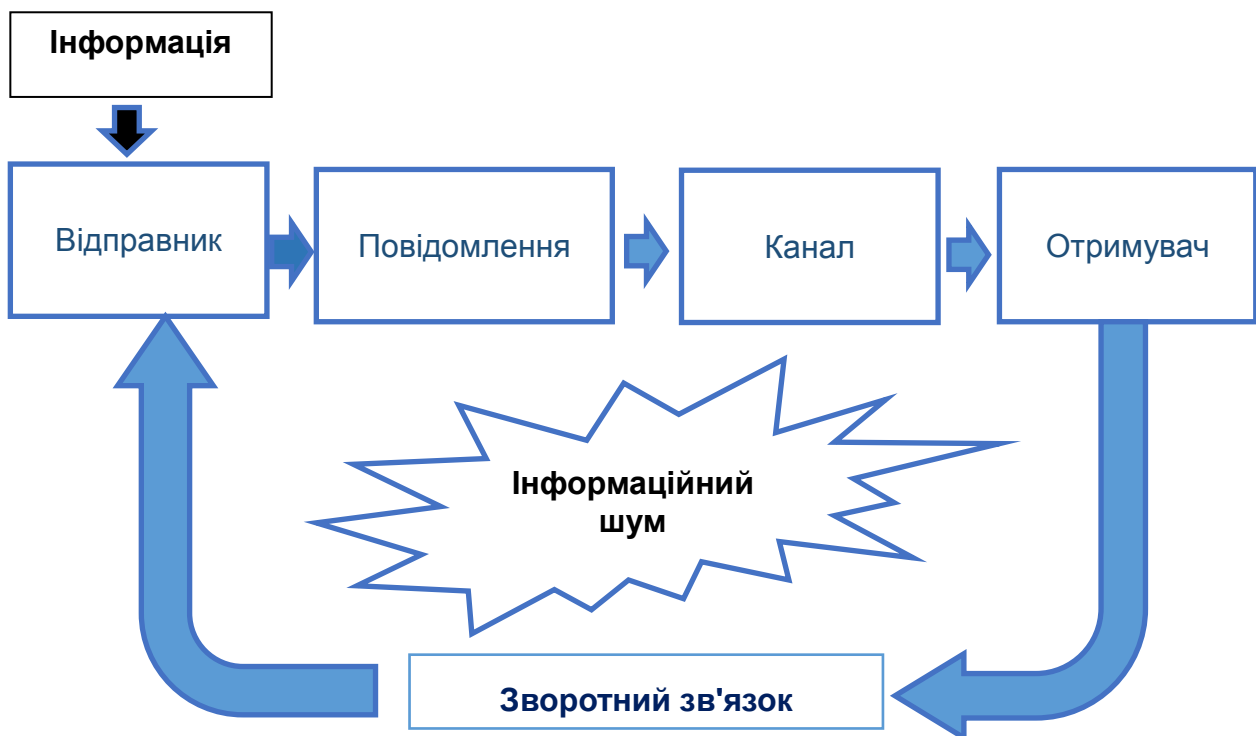 Інформація
Відправник
Повідомлення
Канал
Отримувач
Інформаційний
шум
Зворотний зв'язок